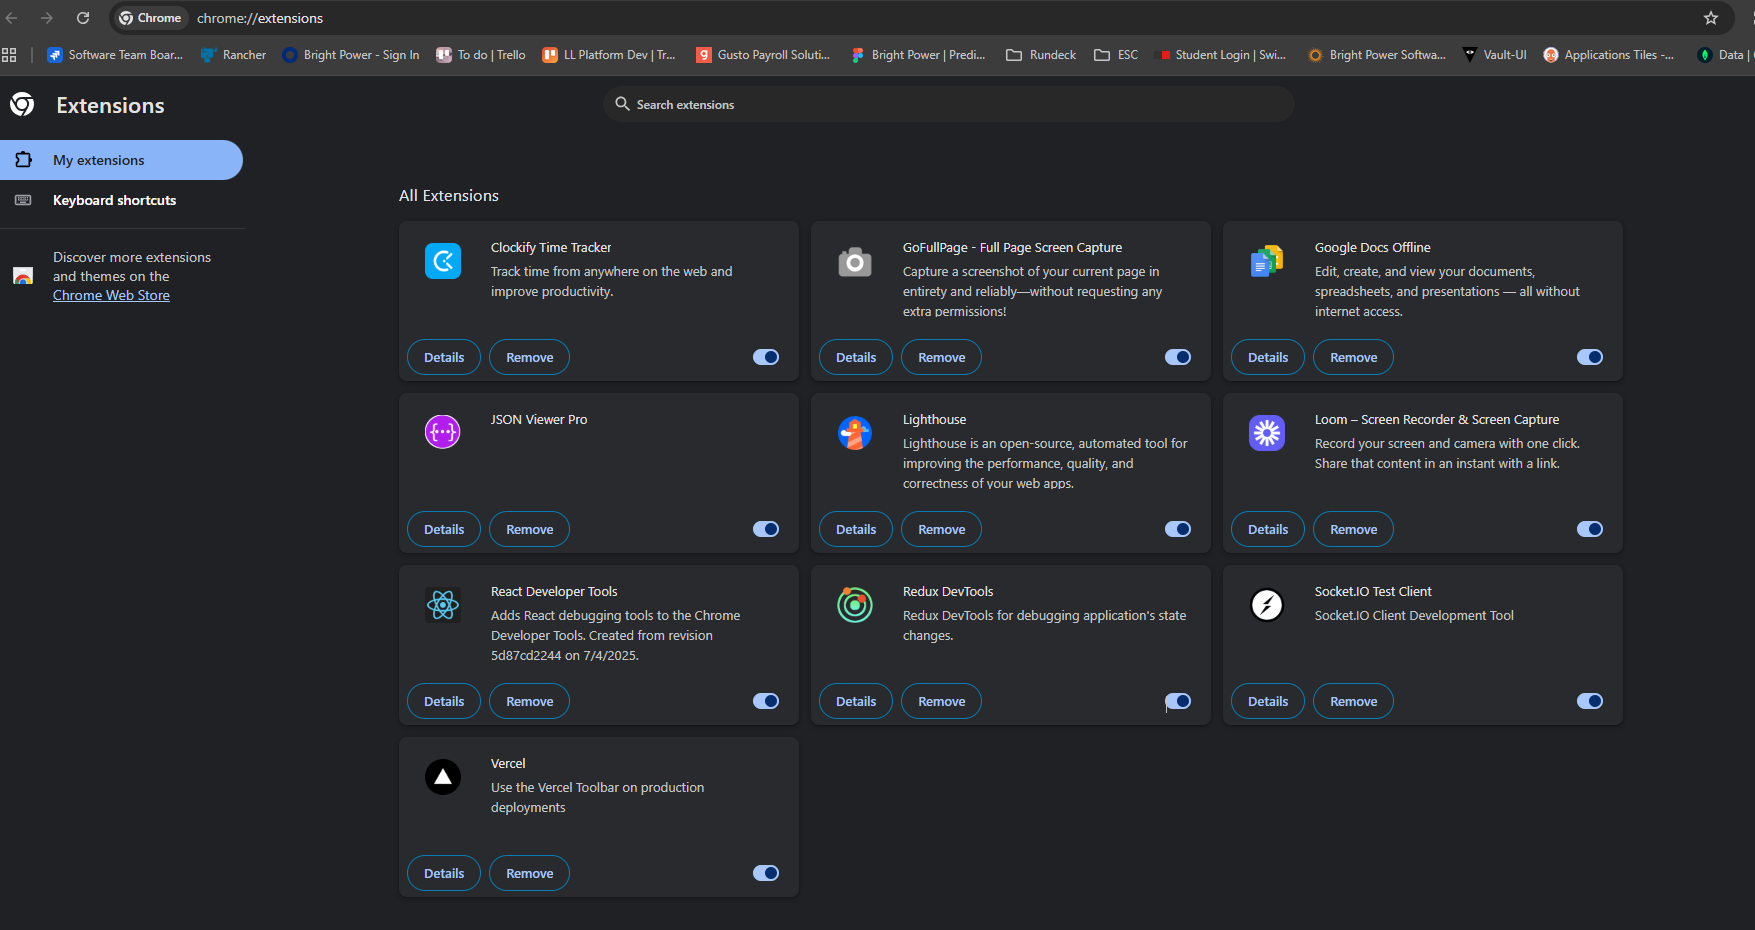 Chrome
chrome://extensions
Software Team Boar...
Rancher
Bright Power - Sign In
To do | Trello
LL Platform Dev | Tr...
Gusto Payroll Soluti...
Bright Power | Predi...
Rundeck
ESC
Student Login | Swi...
Bright Power Softwa...
Vault-UI
Applications Tiles -...
Data |
Extensions
Search extensions
My extensions
Keyboard shortcuts
Discover more extensions
and themes on the
Chrome Web Store
All Extensions
Clockify Time Tracker
Track time from anywhere on the web and
improve productivity.
Details
Remove
GoFullPage - Full Page Screen Capture
Capture a screenshot of your current page in
entirety and reliably—without requesting any
extra permissions!
Details
Remove
Google Docs Offline
Edit, create, and view your documents,
spreadsheets, and presentations — all without
internet access.
Details
Remove
JSON Viewer Pro
Details
Remove
Lighthouse
Lighthouse is an open-source, automated tool for
improving the performance, quality, and
correctness of your web apps.
Details
Remove
Loom – Screen Recorder & Screen Capture
Record your screen and camera with one click.
Share that content in an instant with a link.
Details
Remove
React Developer Tools
Adds React debugging tools to the Chrome
Developer Tools. Created from revision
5d87cd2244 on 7/4/2025.
Details
Remove
Redux DevTools
Redux DevTools for debugging application's state
changes.
Details
Remove
Socket.IO Test Client
Socket.IO Client Development Tool
Details
Remove
Vercel
Use the Vercel Toolbar on production
deployments
Details
Remove